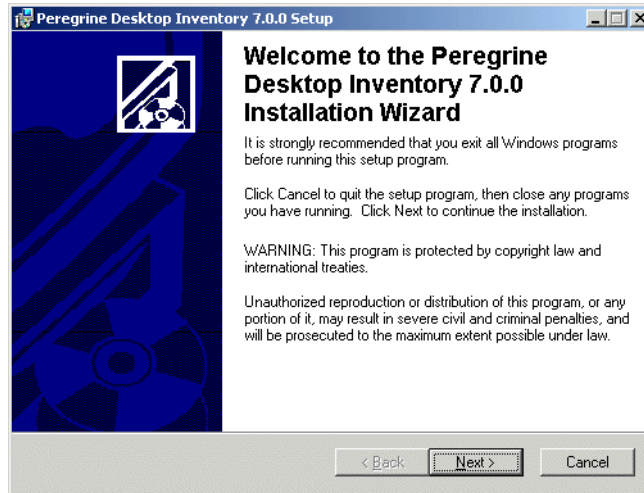 Peregrine Desktop Inventory 7.0.0 Setup
Welcome to the Peregrine
Desktop Inventory 7.0.0
Installation Wizard
It is strongly recommended that you exit all Windows programs
before running this setup program.
Click Cancel to quit the setup program, then close any programs
you have running. Click Next to continue the installation.
WARNING: This program is protected by copyright law and
international treaties.
Unauthorized reproduction or distribution of this program, or any
portion of it, may result in severe civil and criminal penalties, and
will be prosecuted to the maximum extent possible under law.
< Back
Next >
Cancel